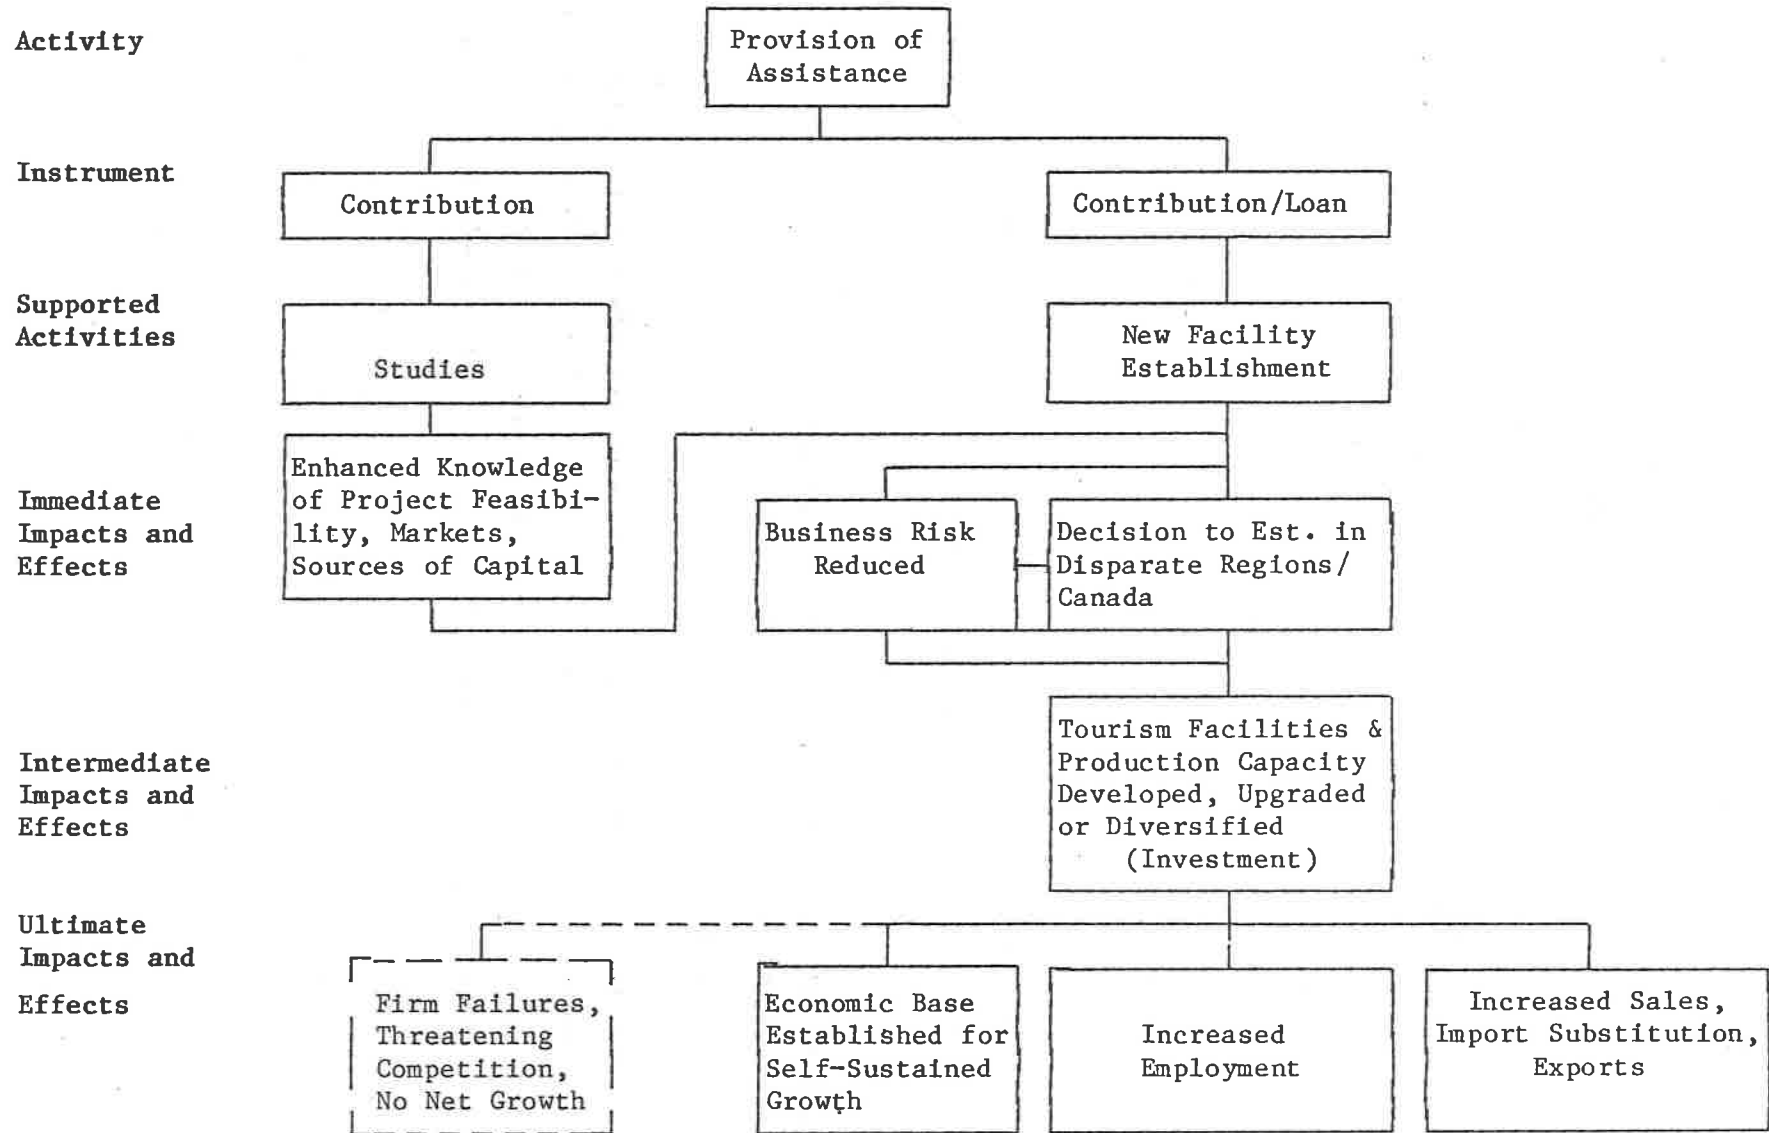 Activity
Provision of
Assistance
Instrument
Contribution
Contribution/Loan
Supported
Activities
Studies
New Facility
Establishment
Immediate
Impacts and
Effects
Enhanced Knowledge
of Project Feasibi-
lity, Markets,
Sources of Capital
Business Risk
Reduced
Decision to Est. in
Disparate Regions/
Canada
Intermediate
Impacts and
Effects
Tourism Facilities &
Production Capacity
Developed, Upgraded
or Diversified
(Investment)
Ultimate
Impacts and
Effects
Firm Failures,
Threatening
Competition,
No Net Growth
Economic Base
Established for
Self-Sustained
Growth
Increased
Employment
Increased Sales,
Import Substitution,
Exports